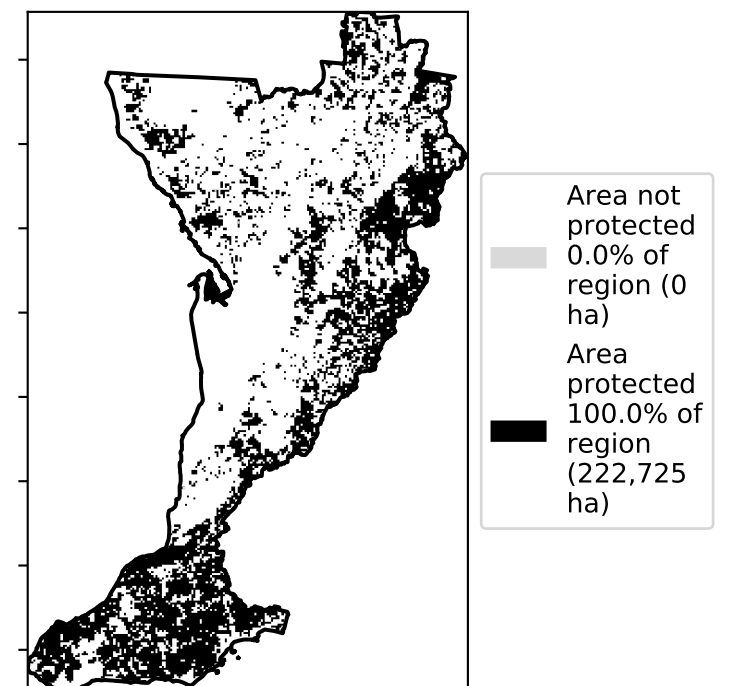 Area not
protected
0.0% of
region (0
ha)
Area
protected
100.0% of
region
(222,725
ha)